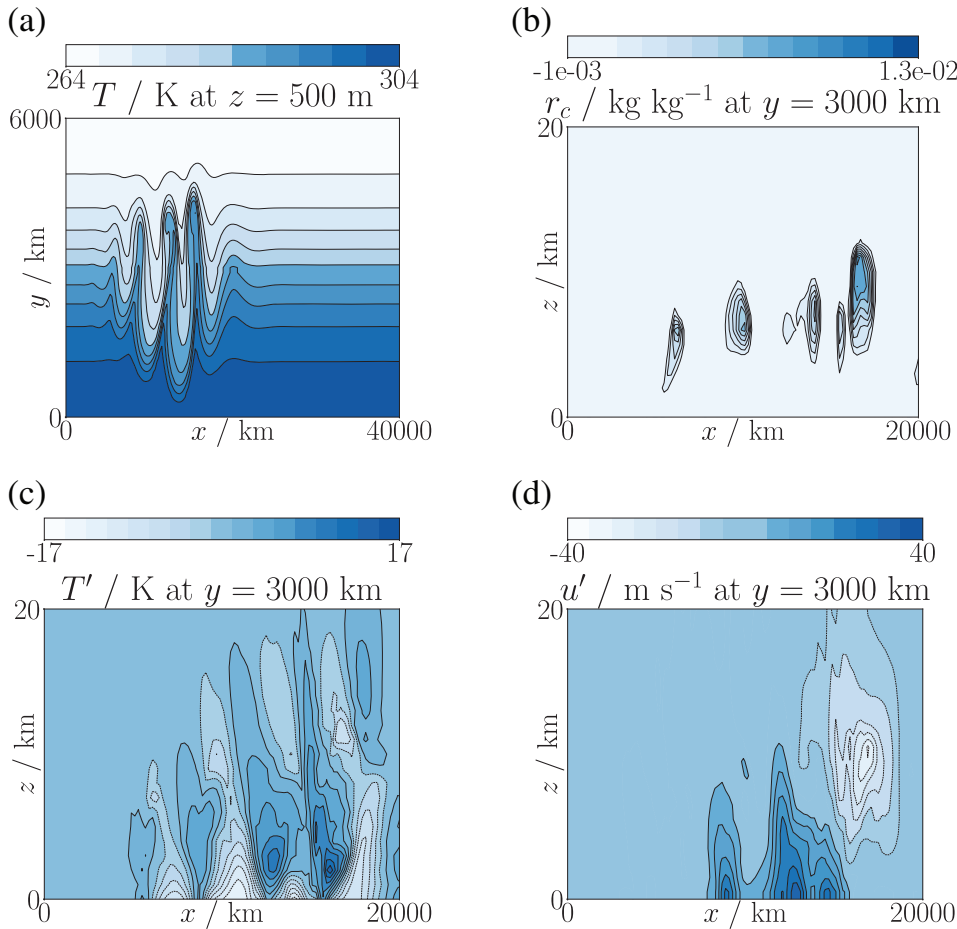 (a)
264 304
T / K at z = 500 m
6000
y / km
0
0 x / km 40000
(b)
-1e-03 1.3e-02
r_c / kg kg⁻¹ at y = 3000 km
20
z / km
0
0 x / km 20000
(c)
-17 17
T′ / K at y = 3000 km
20
z / km
0
0 x / km 20000
(d)
-40 40
u′ / m s⁻¹ at y = 3000 km
20
z / km
0
0 x / km 20000